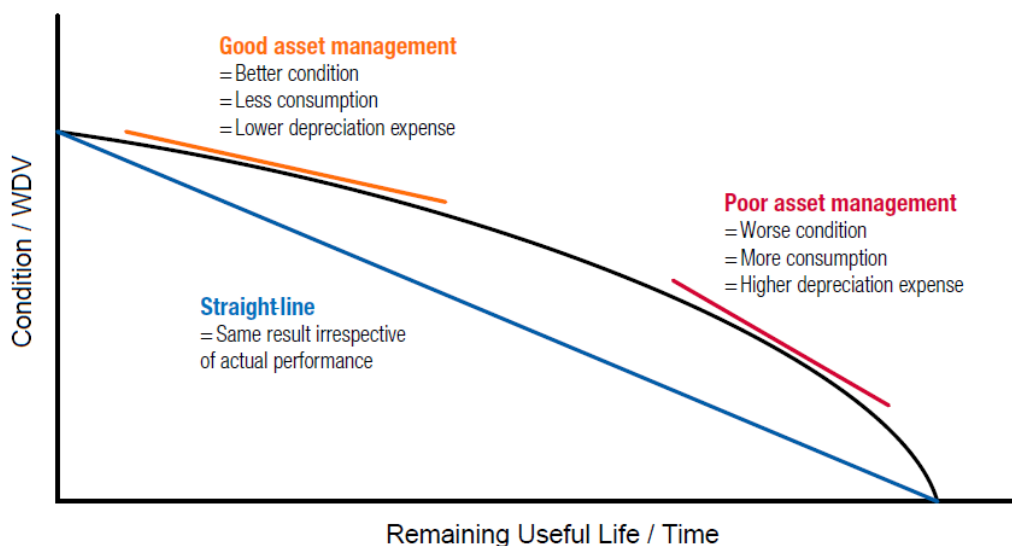 Good asset management
= Better condition
= Less consumption
= Lower depreciation expense
Poor asset management
= Worse condition
= More consumption
= Higher depreciation expense
Straight-line
= Same result irrespective
of actual performance
Condition / WDV
Remaining Useful Life / Time